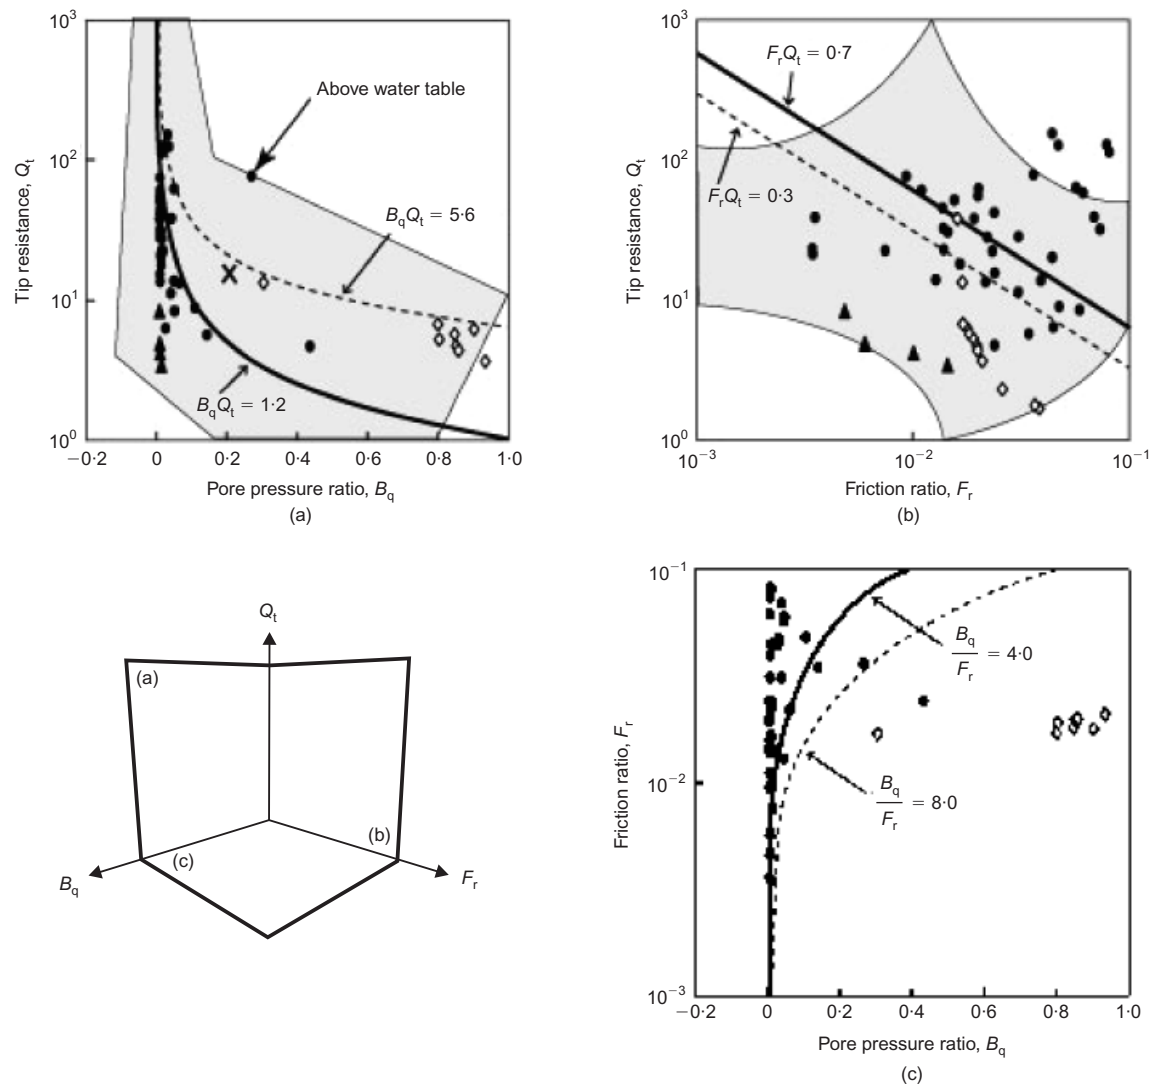 10³
10²
10¹
10⁰
Tip resistance, Qt
Above water table
BqQt = 5·6
BqQt = 1·2
−0·2 0 0·2 0·4 0·6 0·8 1·0
Pore pressure ratio, Bq
(a)
10³
10²
10¹
10⁰
Tip resistance, Qt
FrQt = 0·7
FrQt = 0·3
10⁻³ 10⁻² 10⁻¹
Friction ratio, Fr
(b)
Qt
(a)
(b)
(c)
Bq
Fr
10⁻¹
10⁻²
10⁻³
Friction ratio, Fr
Bq
Fr = 4·0
Bq
Fr = 8·0
−0·2 0 0·2 0·4 0·6 0·8 1·0
Pore pressure ratio, Bq
(c)